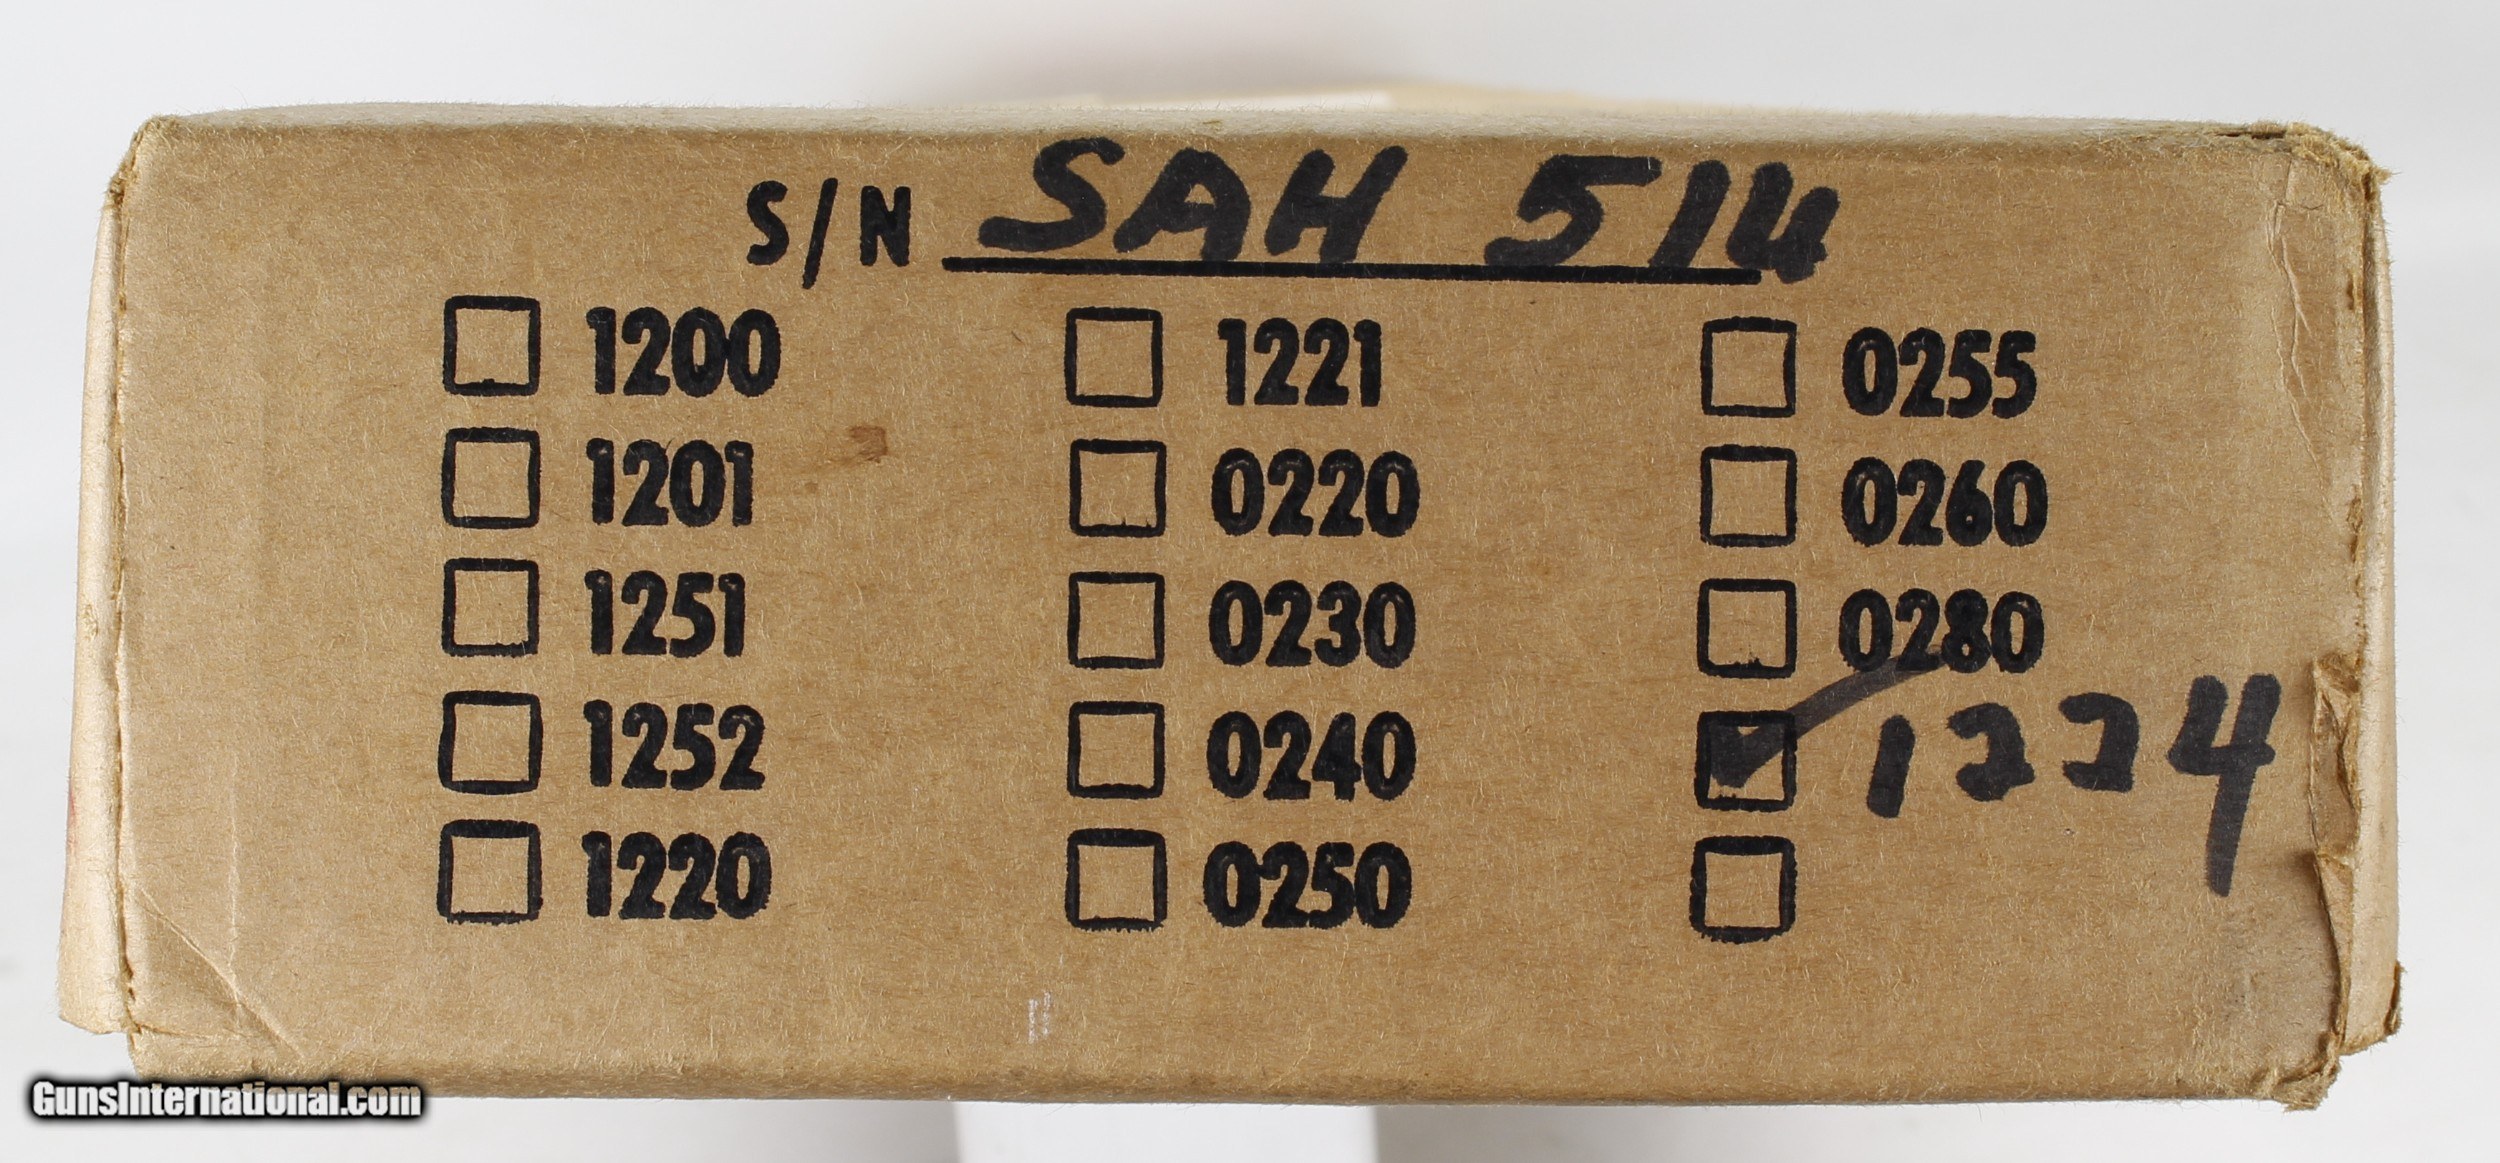 S/N SAH 514
☐ 1200 ☐ 1221 ☐ 0255
☐ 1201 ☐ 0220 ☐ 0260
☐ 1251 ☐ 0230 ☐ 0280
☐ 1252 ☐ 0240 ☑ 1224
☐ 1220 ☐ 0250 ☐
GunsInternational.com